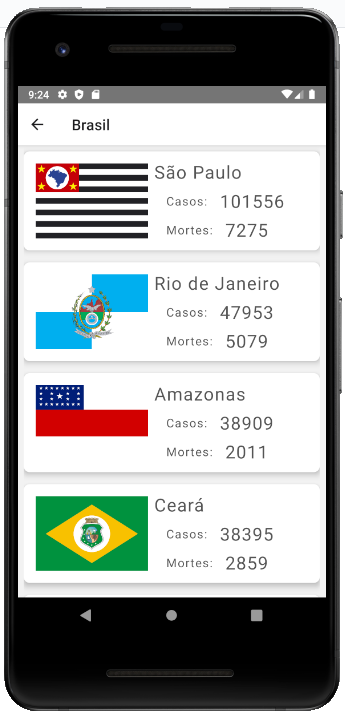 9:24
Brasil
São Paulo
Casos: 101556
Mortes: 7275
Rio de Janeiro
Casos: 47953
Mortes: 5079
Amazonas
Casos: 38909
Mortes: 2011
Ceará
Casos: 38395
Mortes: 2859